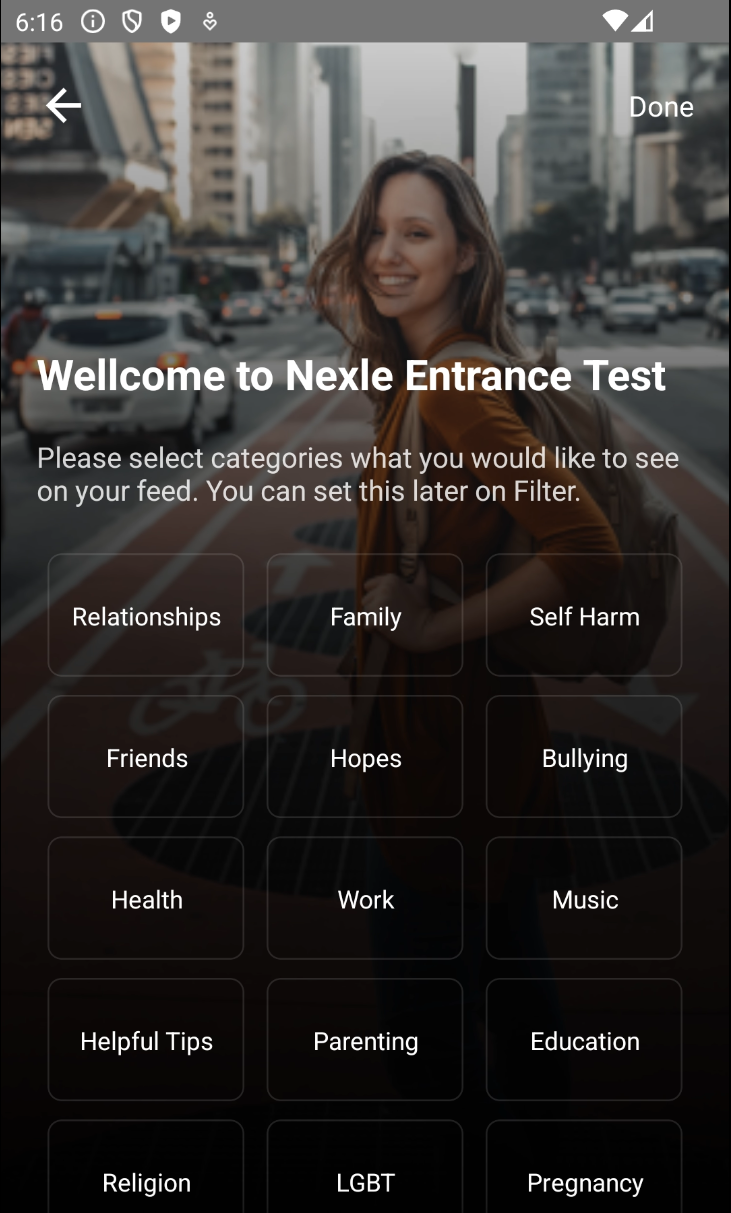 6:16
Done
Wellcome to Nexle Entrance Test
Please select categories what you would like to see
on your feed. You can set this later on Filter.
Relationships
Family
Self Harm
Friends
Hopes
Bullying
Health
Work
Music
Helpful Tips
Parenting
Education
Religion
LGBT
Pregnancy